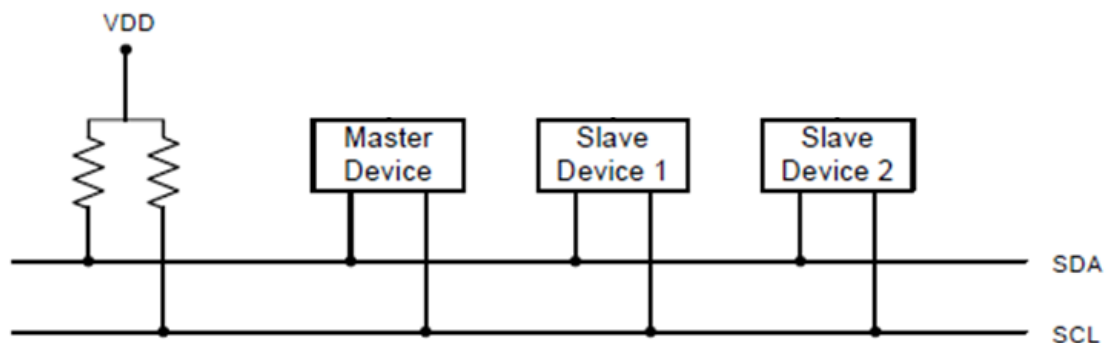 VDD
Master
Device
Slave
Device 1
Slave
Device 2
SDA
SCL